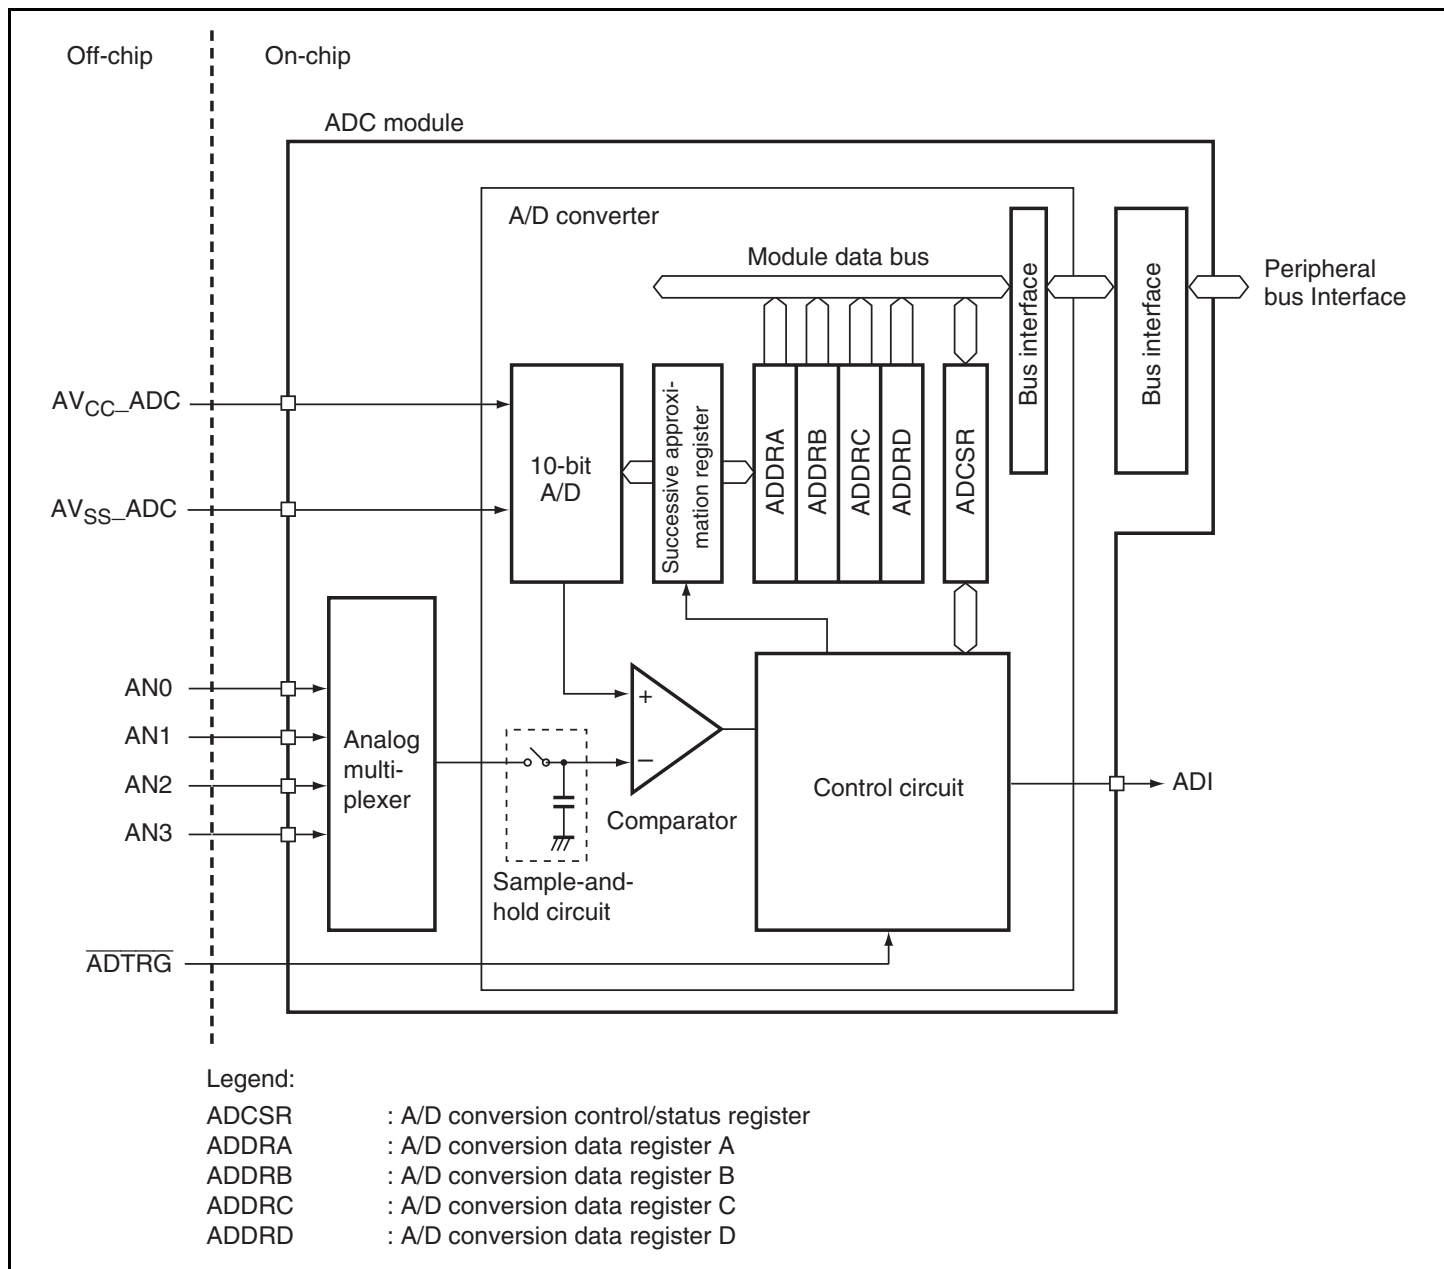 Off-chip
On-chip
ADC module
A/D converter
Module data bus
Bus interface
Bus interface
Peripheral
bus Interface
AVCC_ADC
AVSS_ADC
10-bit
A/D
Successive approxi-
mation register
ADDRA
ADDRB
ADDRC
ADDRD
ADCSR
AN0
AN1
AN2
AN3
Analog
multi-
plexer
+
−
Comparator
Sample-and-
hold circuit
Control circuit
ADI
ADTRG
Legend:
ADCSR : A/D conversion control/status register
ADDRA : A/D conversion data register A
ADDRB : A/D conversion data register B
ADDRC : A/D conversion data register C
ADDRD : A/D conversion data register D